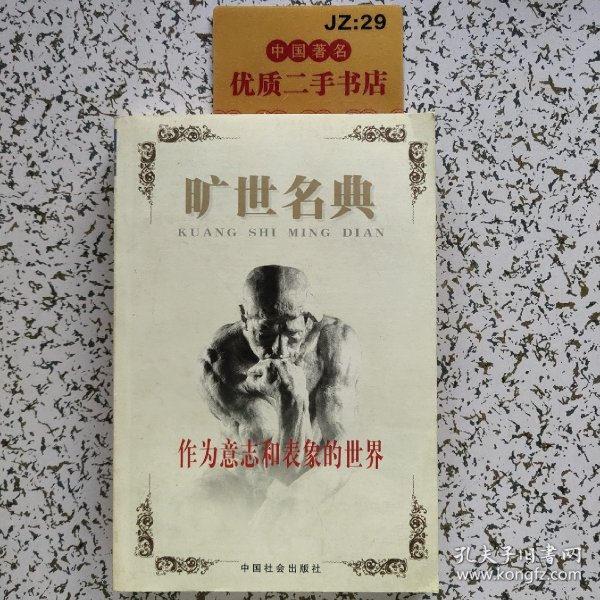 JZ:29
中国著名
优质二手书店
旷世名典
KUANG SHI MING DIAN
作为意志和表象的世界
中国社会出版社
孔夫子旧书网
www.kongfz.com